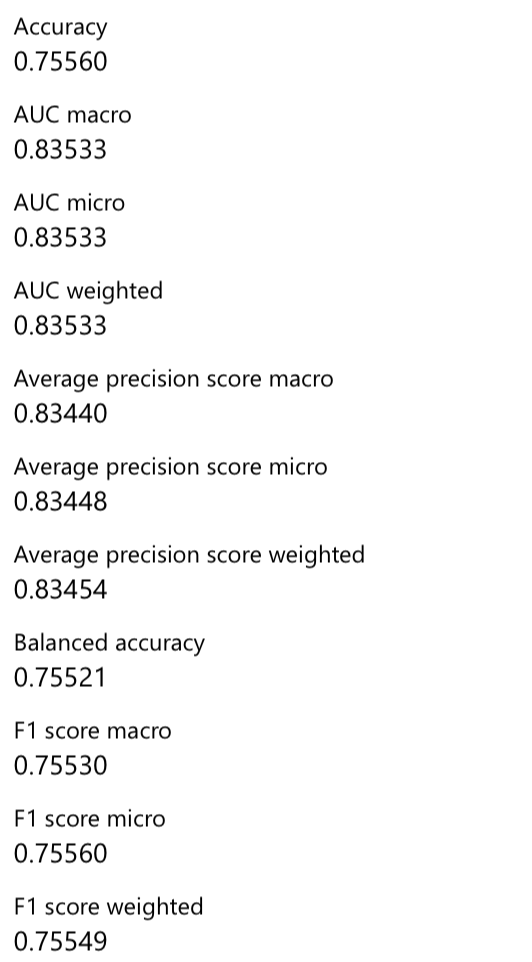 Accuracy
0.75560
AUC macro
0.83533
AUC micro
0.83533
AUC weighted
0.83533
Average precision score macro
0.83440
Average precision score micro
0.83448
Average precision score weighted
0.83454
Balanced accuracy
0.75521
F1 score macro
0.75530
F1 score micro
0.75560
F1 score weighted
0.75549